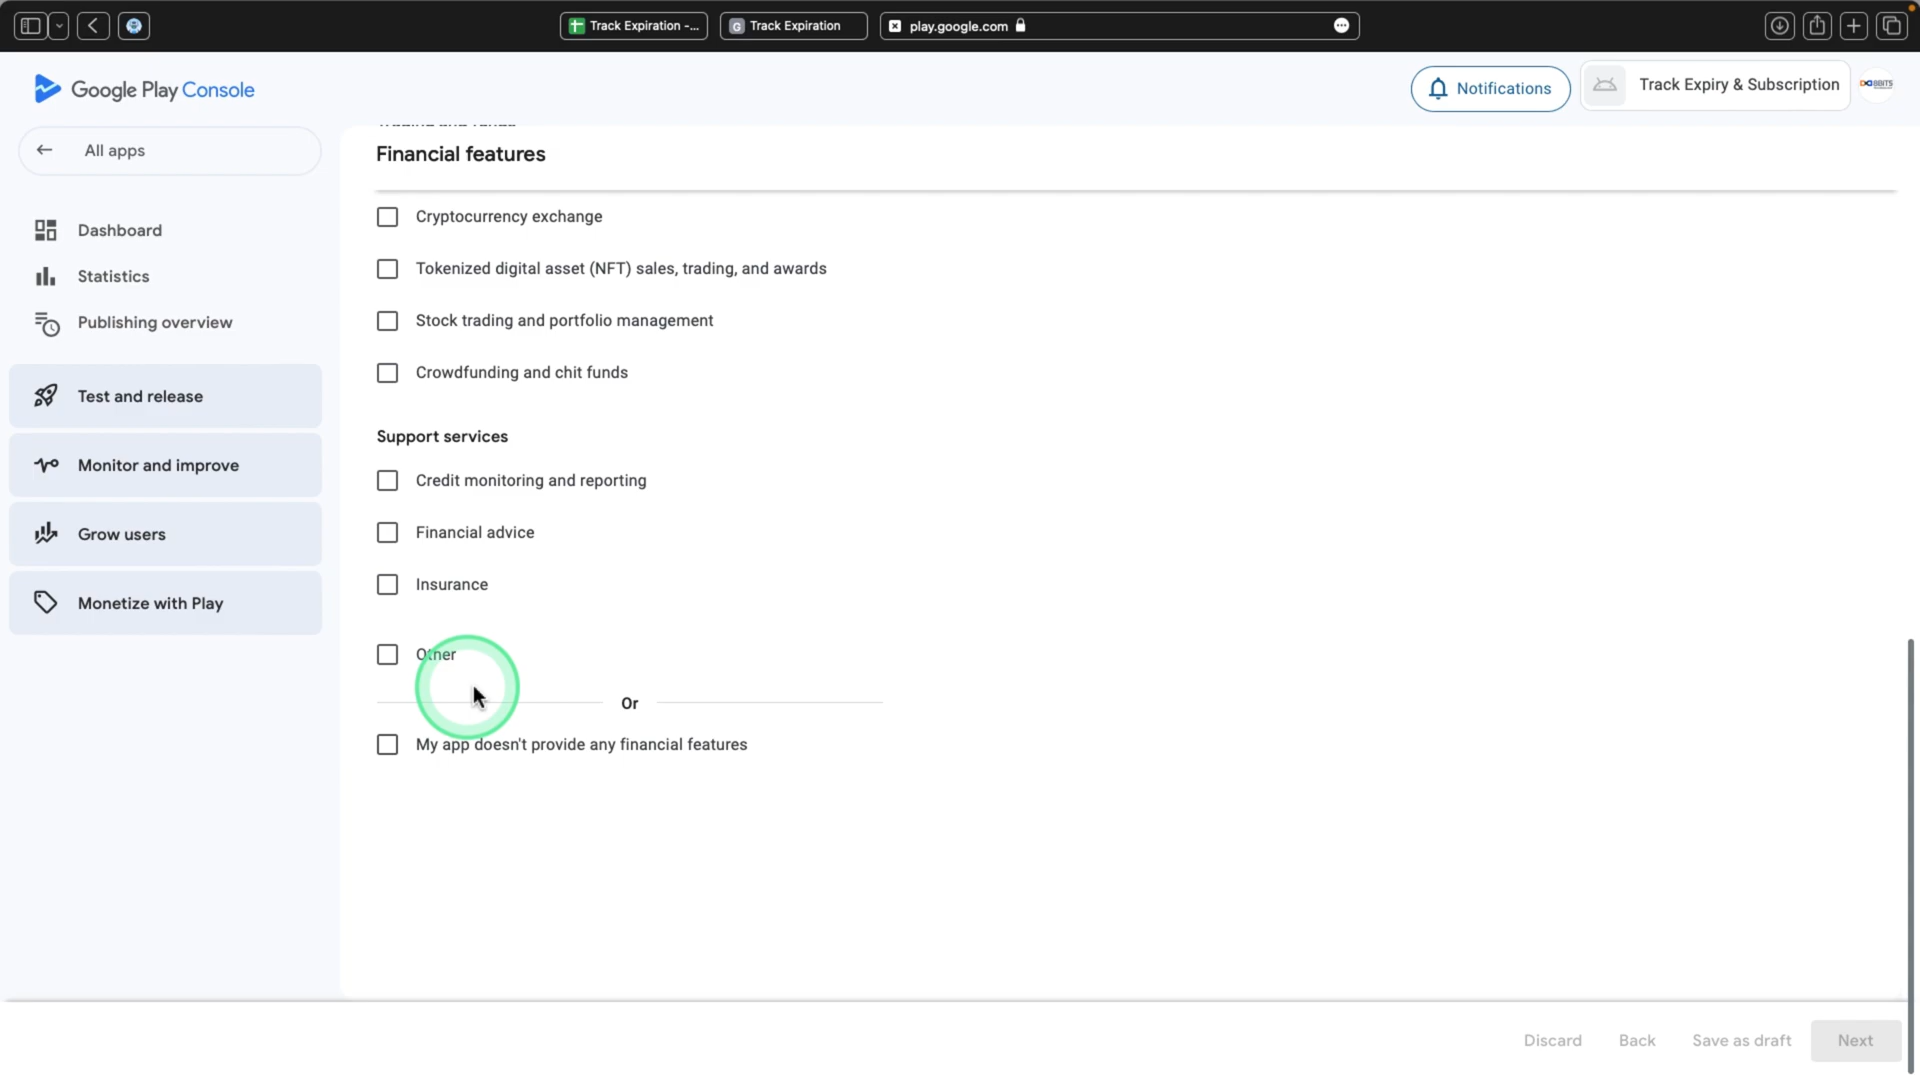 Track Expiration -...
G Track Expiration
play.google.com
Google Play Console
Notifications
Track Expiry & Subscription
All apps
Financial features
Dashboard
Statistics
Publishing overview
Test and release
Monitor and improve
Grow users
Monetize with Play
Cryptocurrency exchange
Tokenized digital asset (NFT) sales, trading, and awards
Stock trading and portfolio management
Crowdfunding and chit funds
Support services
Credit monitoring and reporting
Financial advice
Insurance
Other
Or
My app doesn't provide any financial features
Discard
Back
Save as draft
Next